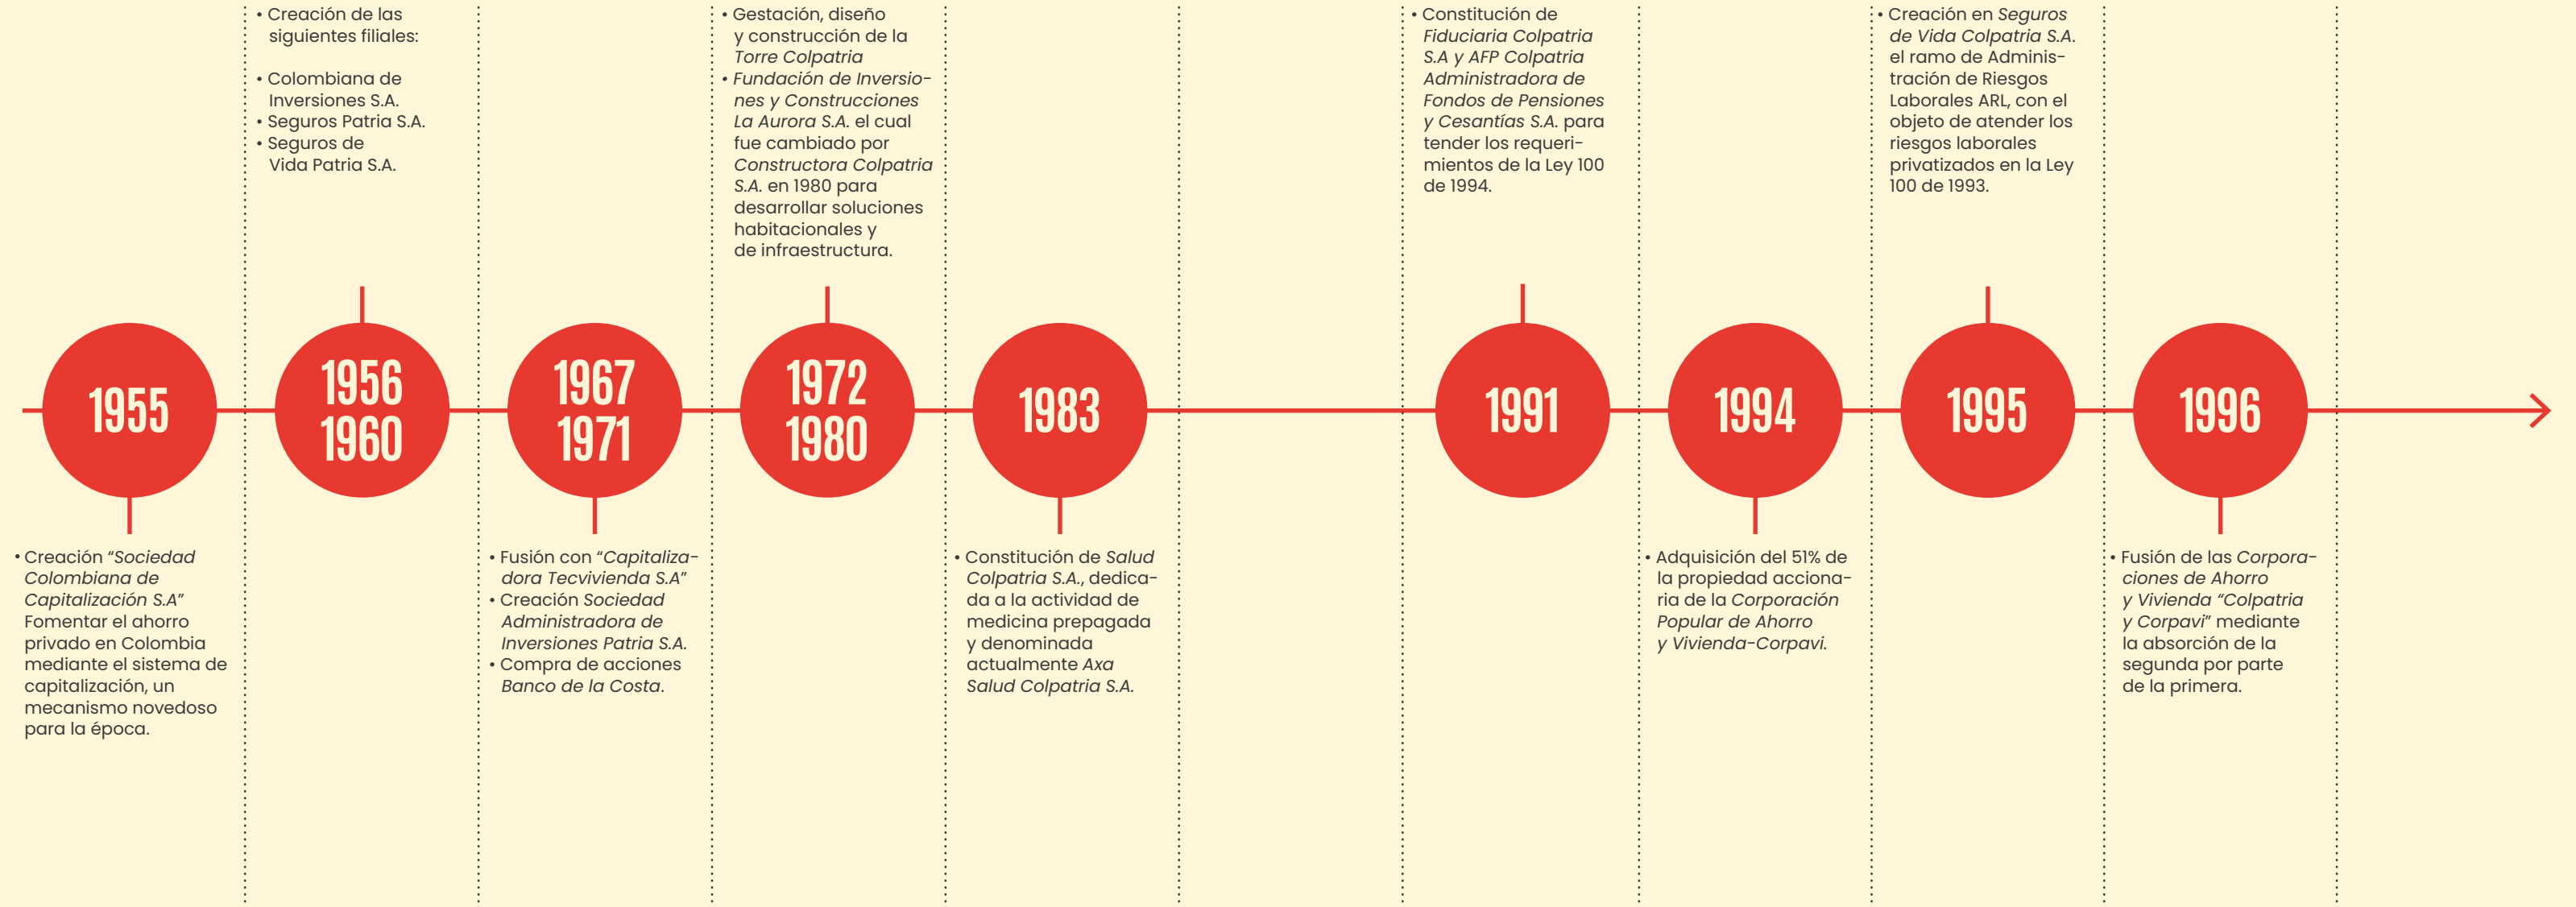 • Creación de las
siguientes filiales:
• Colombiana de
Inversiones S.A.
• Seguros Patria S.A.
• Seguros de
Vida Patria S.A.
• Gestación, diseño
y construcción de la
Torre Colpatria
• Fundación de Inversio-
nes y Construcciones
La Aurora S.A. el cual
fue cambiado por
Constructora Colpatria
S.A. en 1980 para
desarrollar soluciones
habitacionales y
de infraestructura.
• Constitución de
Fiduciaria Colpatria
S.A y AFP Colpatria
Administradora de
Fondos de Pensiones
y Cesantías S.A. para
tender los requeri-
mientos de la Ley 100
de 1994.
• Creación en Seguros
de Vida Colpatria S.A.
el ramo de Adminis-
tración de Riesgos
Laborales ARL, con el
objeto de atender los
riesgos laborales
privatizados en la Ley
100 de 1993.
1955
1956
1960
1967
1971
1972
1980
1983
1991
1994
1995
1996
• Creación “Sociedad
Colombiana de
Capitalización S.A”
Fomentar el ahorro
privado en Colombia
mediante el sistema de
capitalización, un
mecanismo novedoso
para la época.
• Fusión con “Capitaliza-
dora Tecvivienda S.A”
• Creación Sociedad
Administradora de
Inversiones Patria S.A.
• Compra de acciones
Banco de la Costa.
• Constitución de Salud
Colpatria S.A., dedica-
da a la actividad de
medicina prepagada
y denominada
actualmente Axa
Salud Colpatria S.A.
• Adquisición del 51% de
la propiedad acciona-
ria de la Corporación
Popular de Ahorro
y Vivienda-Corpavi.
• Fusión de las Corpora-
ciones de Ahorro
y Vivienda “Colpatria
y Corpavi” mediante
la absorción de la
segunda por parte
de la primera.